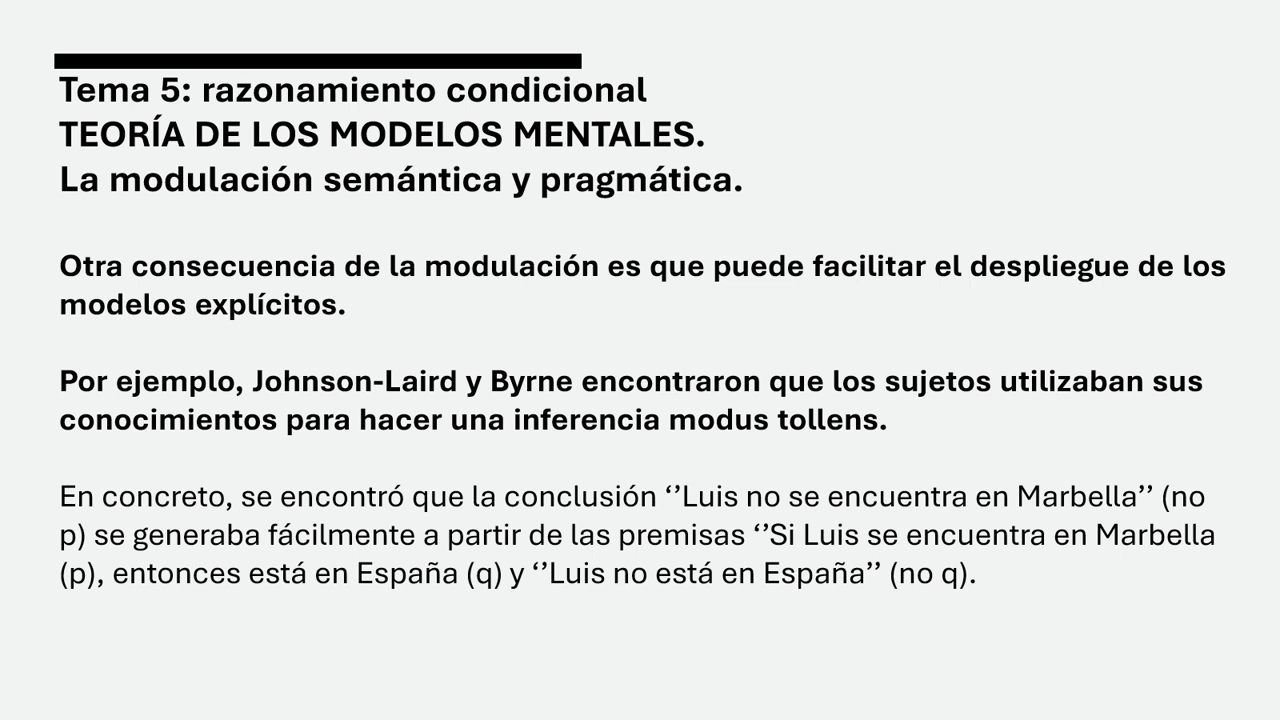 Tema 5: razonamiento condicional
TEORÍA DE LOS MODELOS MENTALES.
La modulación semántica y pragmática.
Otra consecuencia de la modulación es que puede facilitar el despliegue de los
modelos explícitos.
Por ejemplo, Johnson-Laird y Byrne encontraron que los sujetos utilizaban sus
conocimientos para hacer una inferencia modus tollens.
En concreto, se encontró que la conclusión ‘’Luis no se encuentra en Marbella’’ (no
p) se generaba fácilmente a partir de las premisas ‘’Si Luis se encuentra en Marbella
(p), entonces está en España (q) y ‘’Luis no está en España’’ (no q).